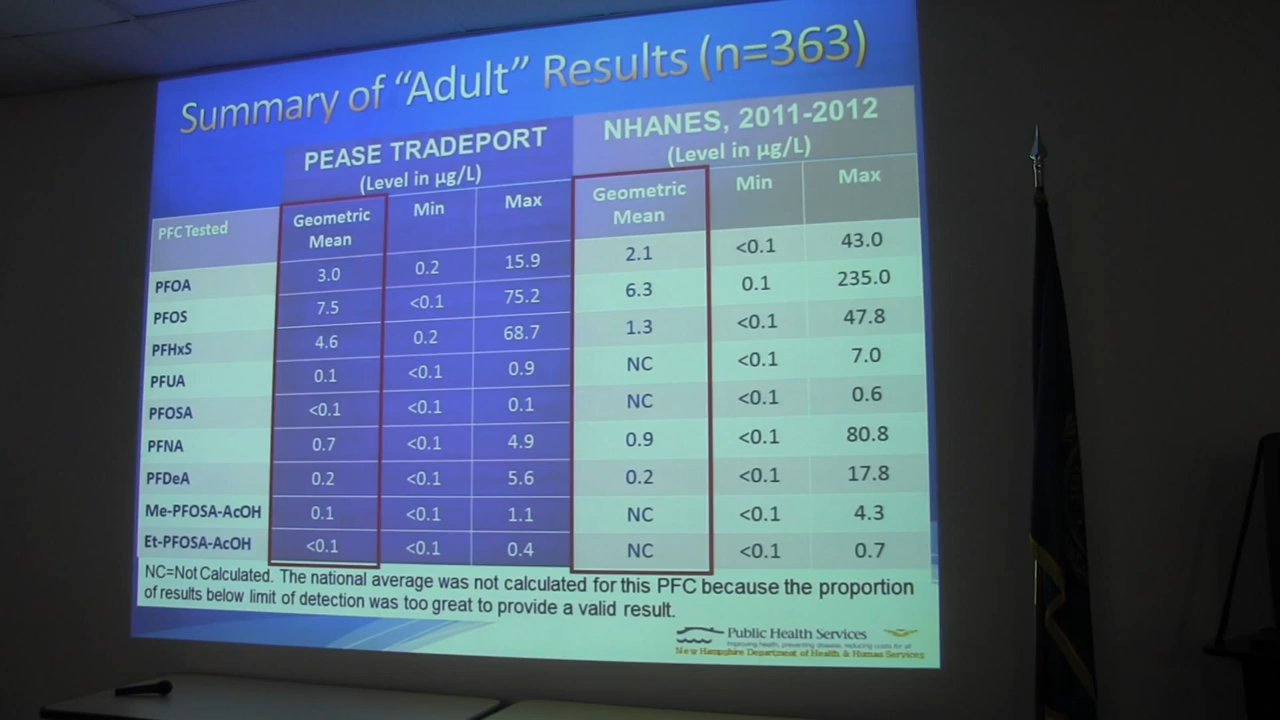 Summary of “Adult” Results (n=363)
PEASE TRADEPORT NHANES, 2011-2012
(Level in µg/L) (Level in µg/L)
PFC Tested Geometric Mean Min Max Geometric Mean Min Max
PFOA 3.0 0.2 15.9 2.1 <0.1 43.0
PFOS 7.5 <0.1 75.2 6.3 0.1 235.0
PFHxS 4.6 0.2 68.7 1.3 <0.1 47.8
PFUA 0.1 <0.1 0.9 NC <0.1 7.0
PFOSA <0.1 <0.1 0.1 NC <0.1 0.6
PFNA 0.7 <0.1 4.9 0.9 <0.1 80.8
PFDeA 0.2 <0.1 5.6 0.2 <0.1 17.8
Me-PFOSA-AcOH 0.1 <0.1 1.1 NC <0.1 4.3
Et-PFOSA-AcOH <0.1 <0.1 0.4 NC <0.1 0.7
NC=Not Calculated. The national average was not calculated for this PFC because the proportion
of results below limit of detection was too great to provide a valid result.
Public Health Services
Improving health, preventing disease, reducing costs for all
New Hampshire Department of Health & Human Services